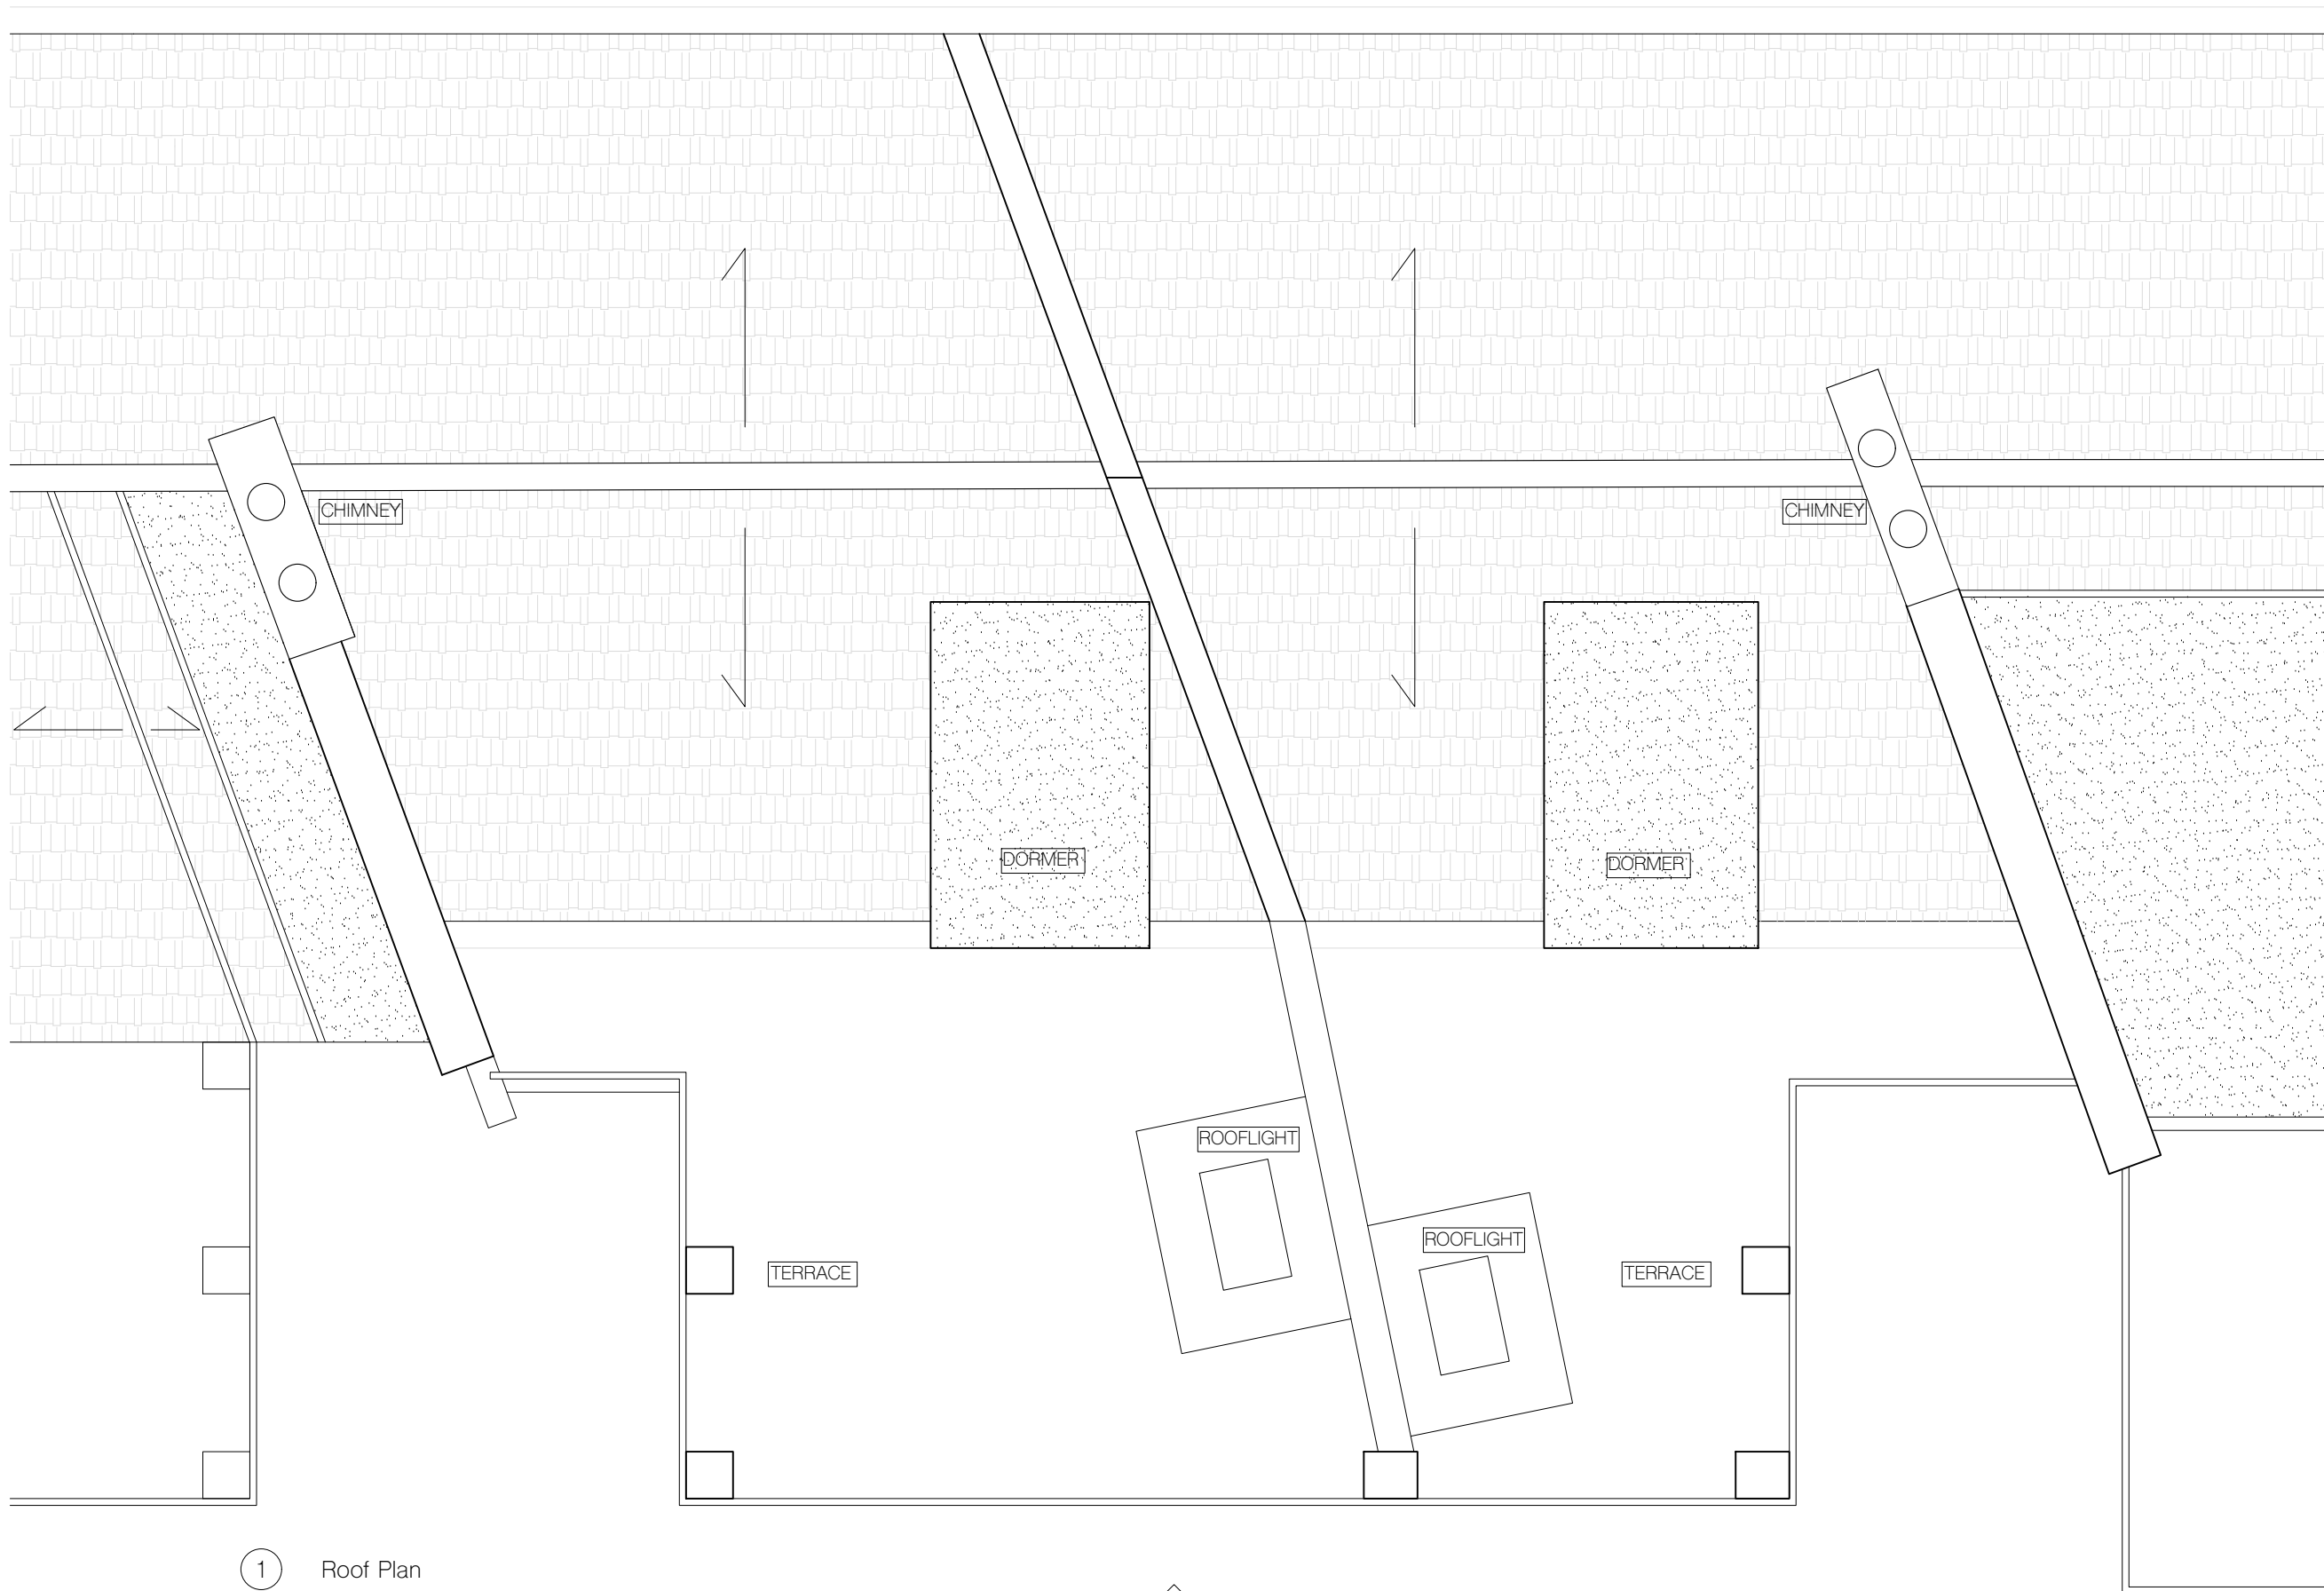 CHIMNEY
CHIMNEY
DORMER
DORMER
ROOFLIGHT
ROOFLIGHT
TERRACE
TERRACE
1 Roof Plan